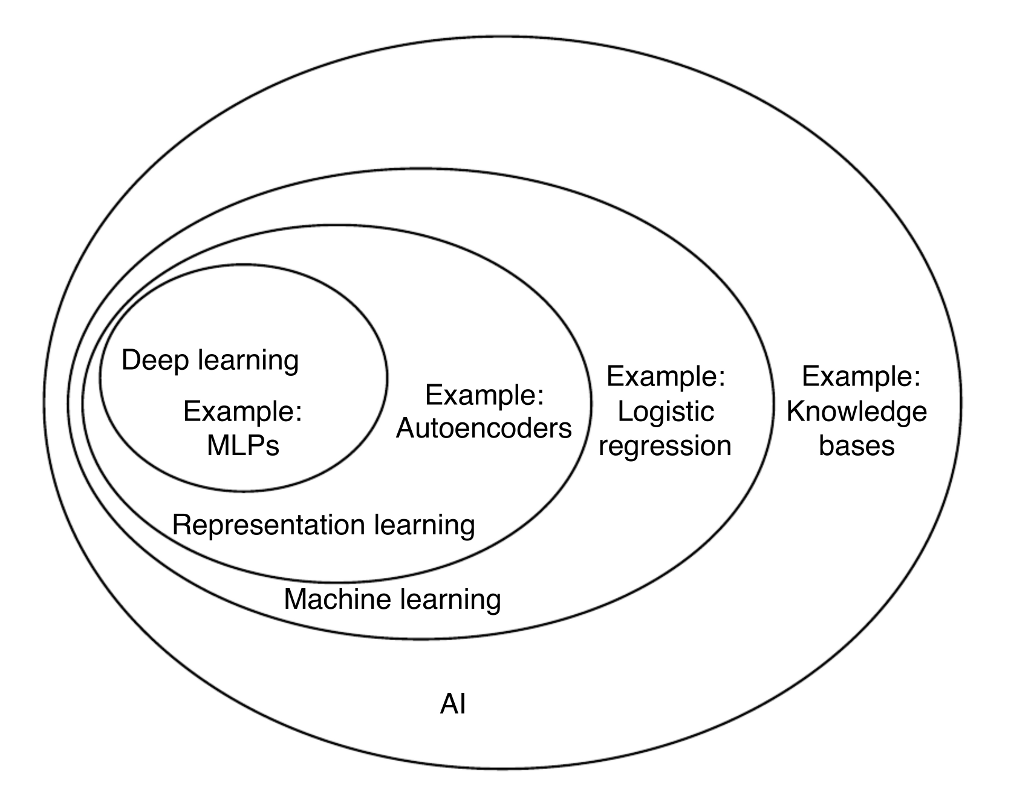 Deep learning
Example:
MLPs
Example:
Autoencoders
Example:
Logistic
regression
Example:
Knowledge
bases
Representation learning
Machine learning
AI